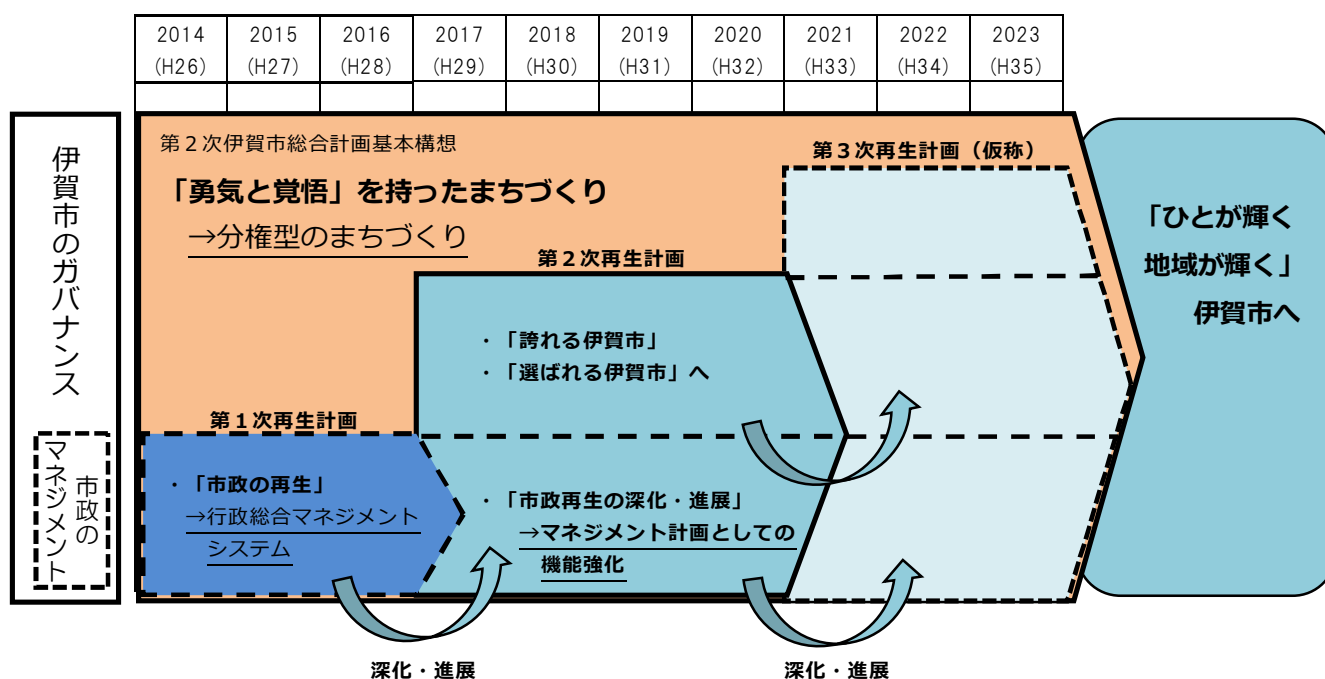 2014 2015 2016 2017 2018 2019 2020 2021 2022 2023
(H26) (H27) (H28) (H29) (H30) (H31) (H32) (H33) (H34) (H35)
伊賀市のガバナンス
市政の
マネジメント
第２次伊賀市総合計画基本構想
「勇気と覚悟」を持ったまちづくり
→分権型のまちづくり
第１次再生計画
・「市政の再生」
→行政総合マネジメント
システム
第２次再生計画
・「誇れる伊賀市」
・「選ばれる伊賀市」へ
・「市政再生の深化・進展」
→マネジメント計画としての
機能強化
第３次再生計画（仮称）
「ひとが輝く
地域が輝く」
伊賀市へ
深化・進展
深化・進展